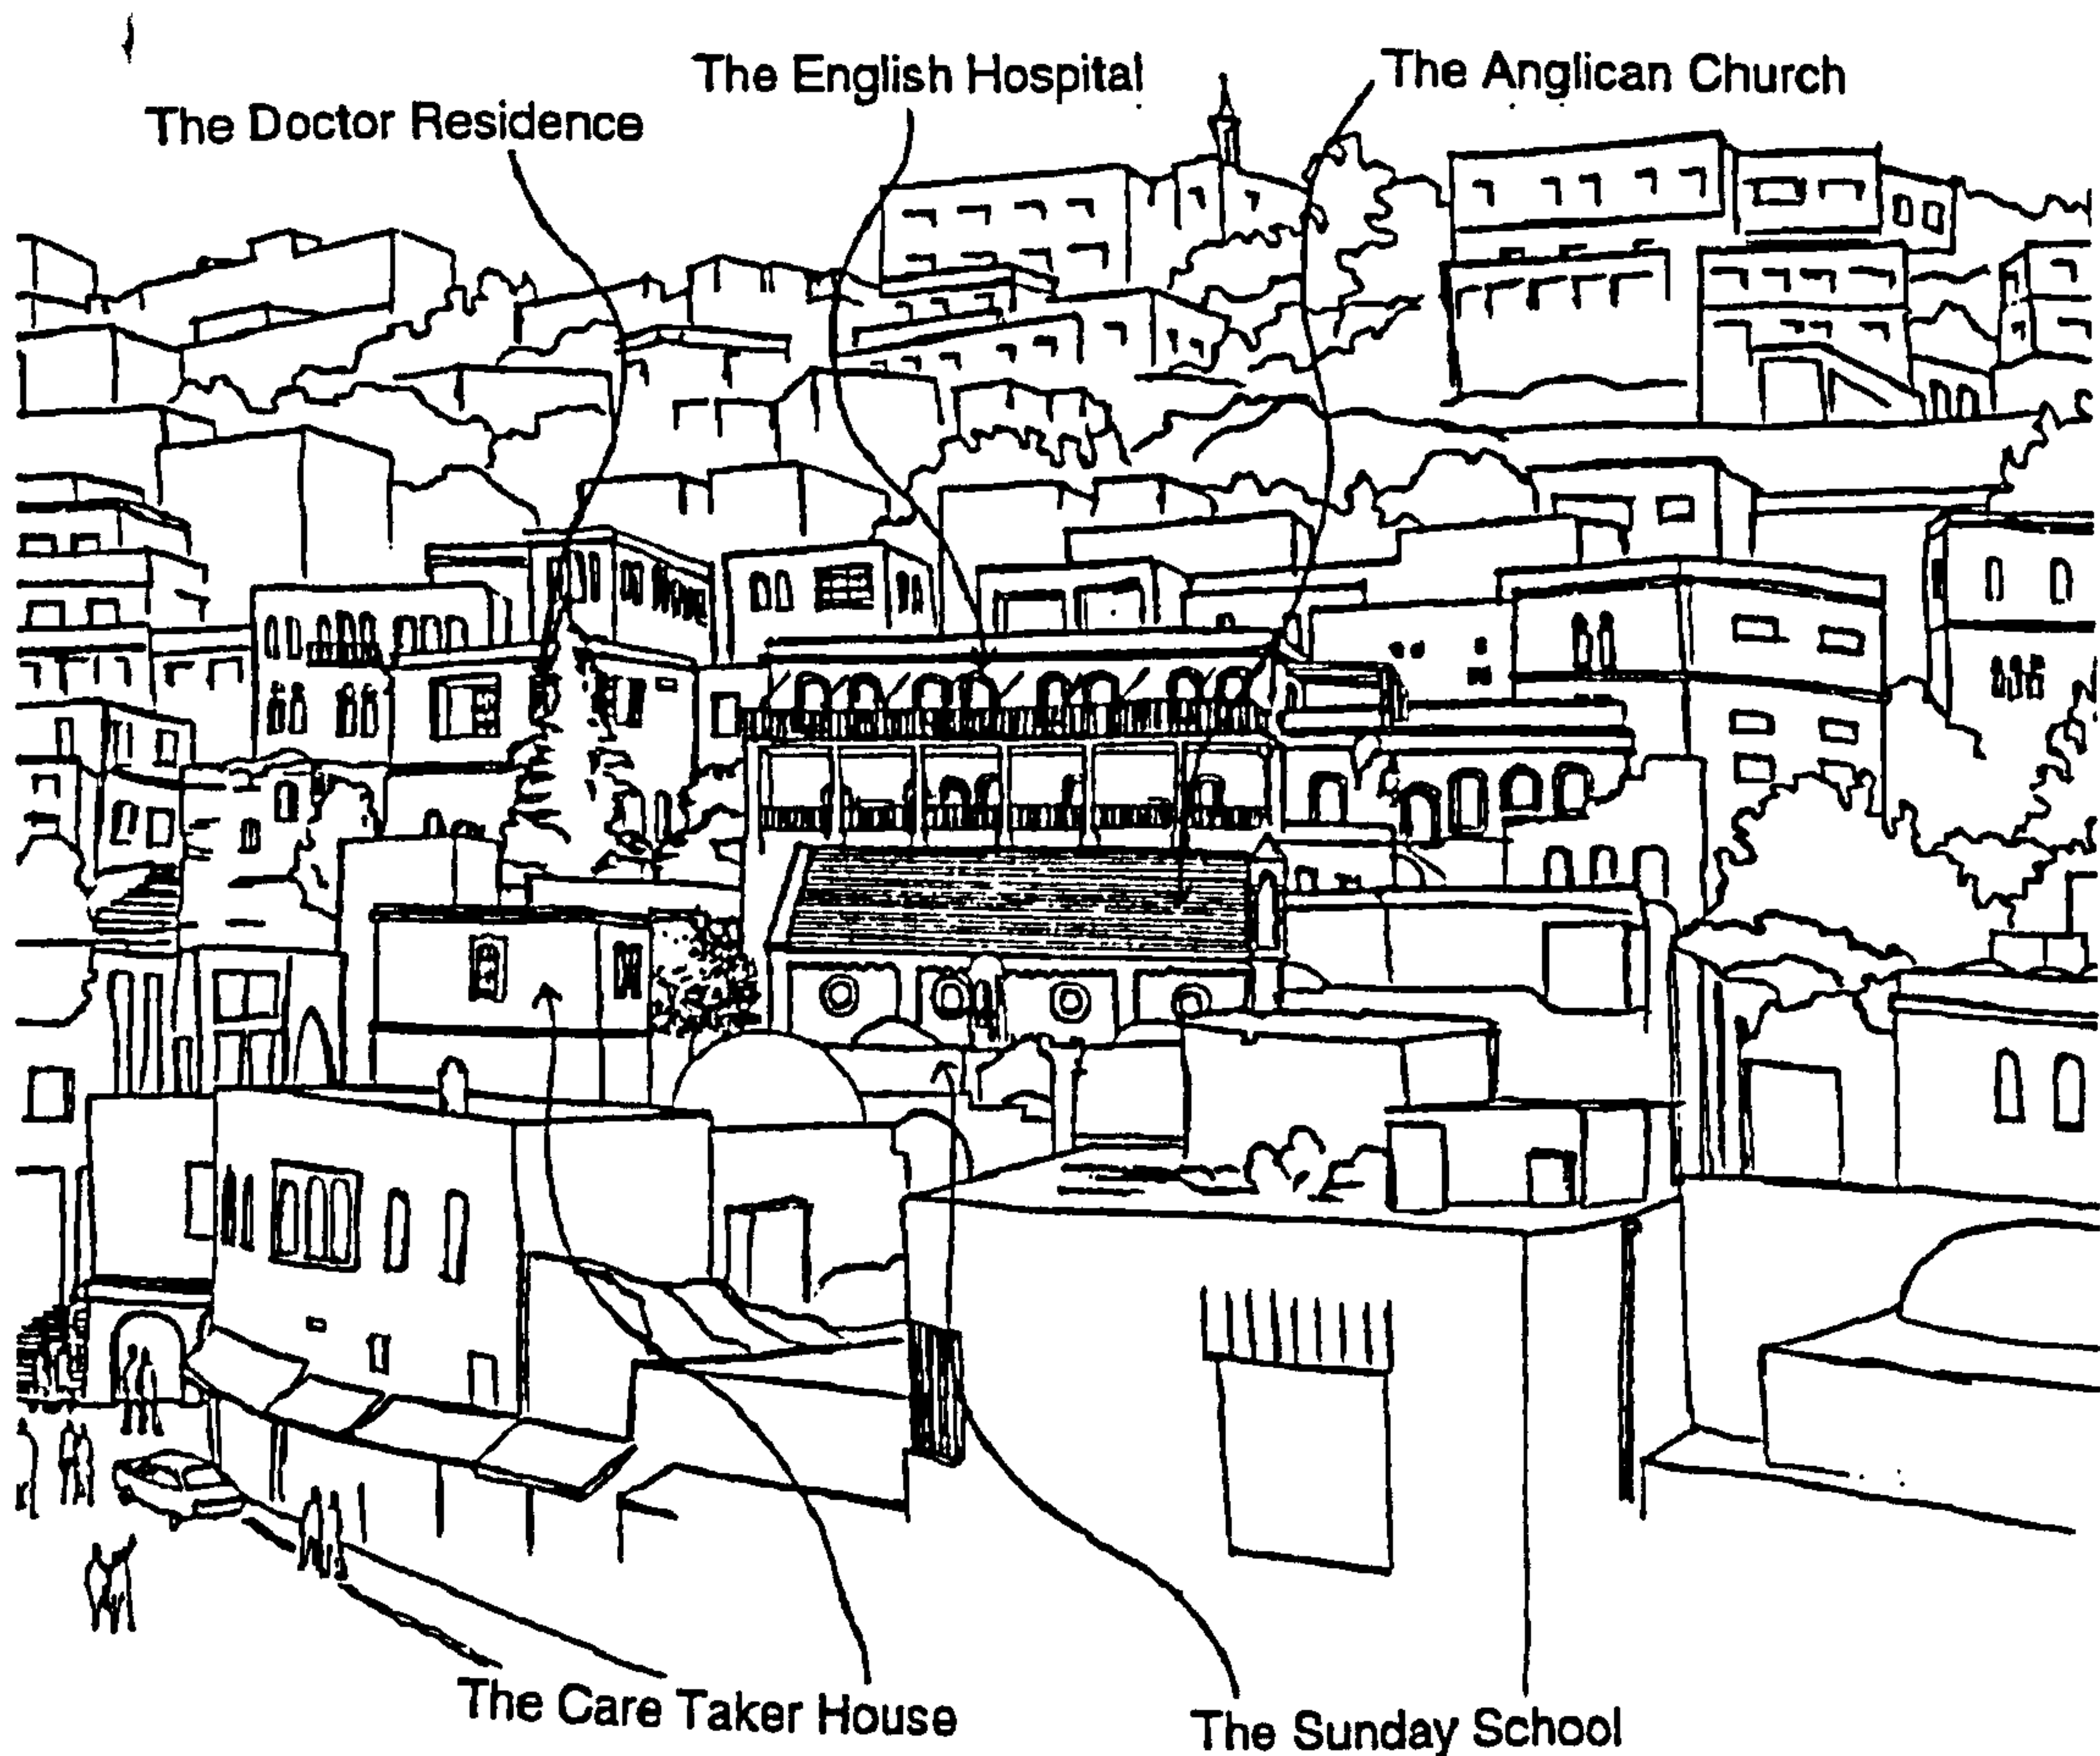 The English Hospital
The Anglican Church
The Doctor Residence
The Care Taker House
The Sunday School